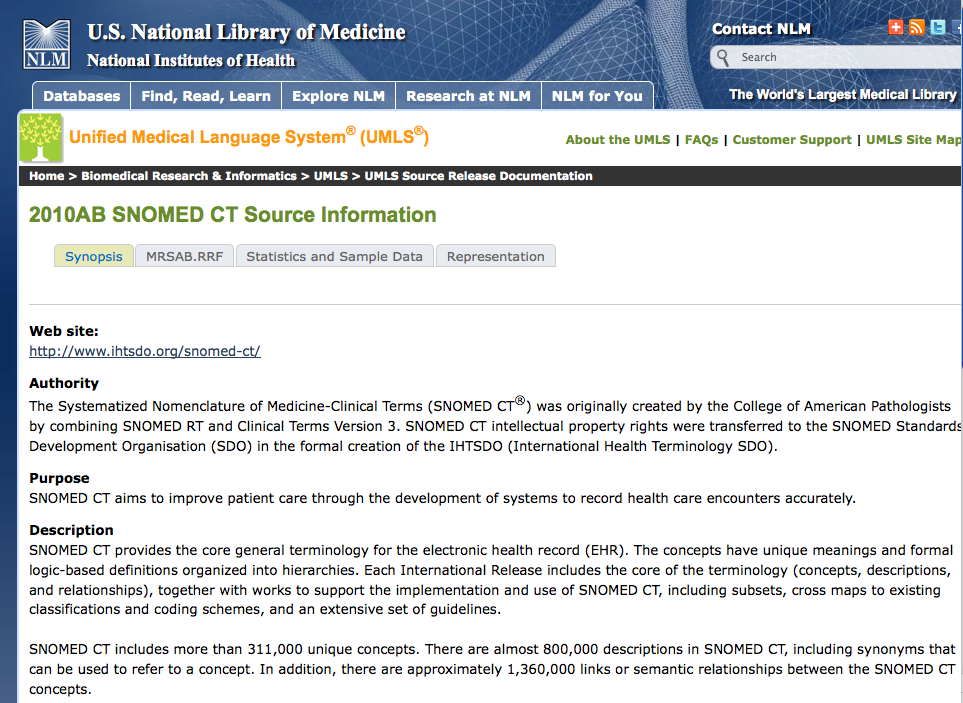 U.S. National Library of Medicine
NLM
National Institutes of Health
Contact NLM
Search
Databases
Find, Read, Learn
Explore NLM
Research at NLM
NLM for You
The World's Largest Medical Library
Unified Medical Language System® (UMLS®)
About the UMLS | FAQs | Customer Support | UMLS Site Map
Home > Biomedical Research & Informatics > UMLS > UMLS Source Release Documentation
2010AB SNOMED CT Source Information
Synopsis
MRSAB.RRF
Statistics and Sample Data
Representation
Web site:
http://www.ihtsdo.org/snomed-ct/
Authority
The Systematized Nomenclature of Medicine-Clinical Terms (SNOMED CT®) was originally created by the College of American Pathologists
by combining SNOMED RT and Clinical Terms Version 3. SNOMED CT intellectual property rights were transferred to the SNOMED Standards
Development Organisation (SDO) in the formal creation of the IHTSDO (International Health Terminology SDO).
Purpose
SNOMED CT aims to improve patient care through the development of systems to record health care encounters accurately.
Description
SNOMED CT provides the core general terminology for the electronic health record (EHR). The concepts have unique meanings and formal
logic-based definitions organized into hierarchies. Each International Release includes the core of the terminology (concepts, descriptions,
and relationships), together with works to support the implementation and use of SNOMED CT, including subsets, cross maps to existing
classifications and coding schemes, and an extensive set of guidelines.
SNOMED CT includes more than 311,000 unique concepts. There are almost 800,000 descriptions in SNOMED CT, including synonyms that
can be used to refer to a concept. In addition, there are approximately 1,360,000 links or semantic relationships between the SNOMED CT
concepts.